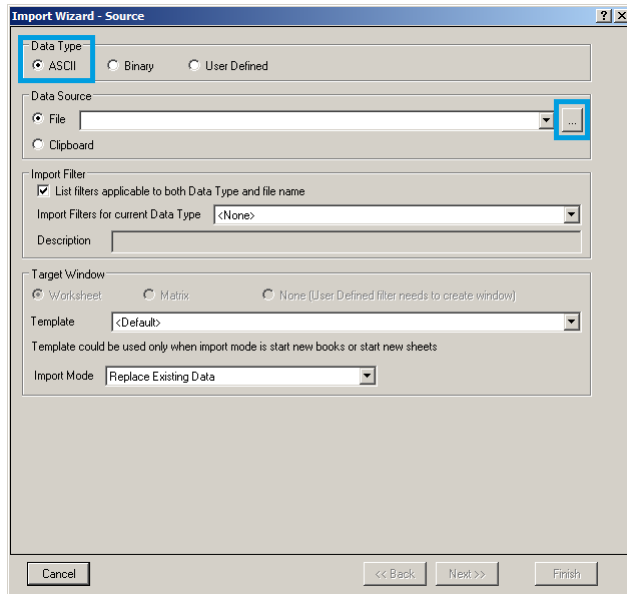 Import Wizard - Source
Data Type
ASCII Binary User Defined
Data Source
File ...
Clipboard
Import Filter
List filters applicable to both Data Type and file name
Import Filters for current Data Type <None>
Description
Target Window
Worksheet Matrix None (User Defined filter needs to create window)
Template <Default>
Template could be used only when import mode is start new books or start new sheets
Import Mode Replace Existing Data
Cancel << Back Next >> Finish